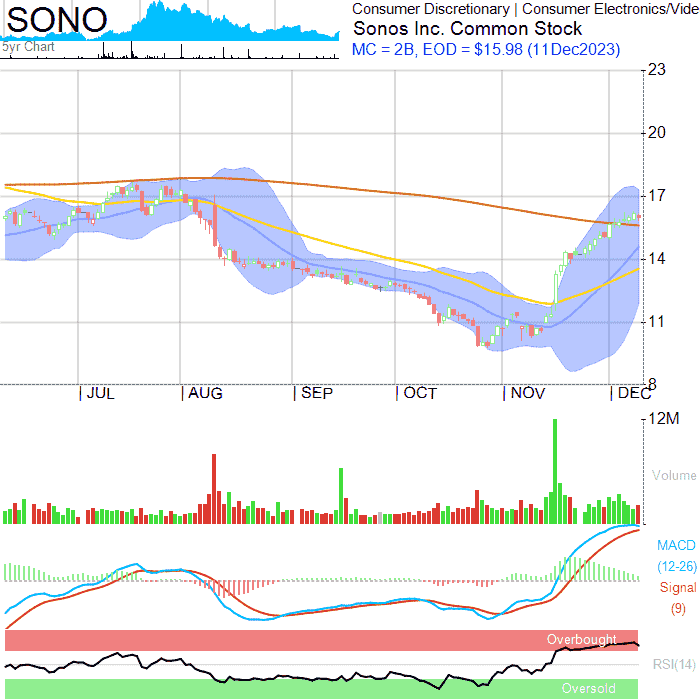 SONO
5yr Chart
Consumer Discretionary | Consumer Electronics/Vide
Sonos Inc. Common Stock
MC = 2B, EOD = $15.98 (11Dec2023)
23
20
17
14
11
8
JUL
AUG
SEP
OCT
NOV
DEC
12M
Volume
MACD
(12-26)
Signal
(9)
Overbought
RSI(14)
Oversold